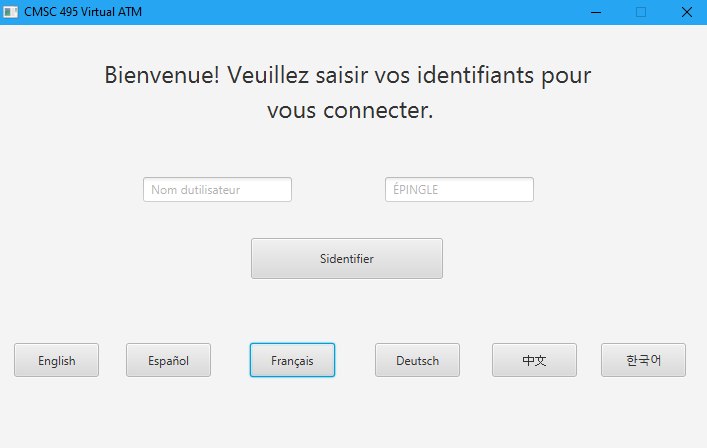 CMSC 495 Virtual ATM
Bienvenue! Veuillez saisir vos identifiants pour
vous connecter.
Nom dutilisateur
ÉPINGLE
Sidentifier
English
Español
Français
Deutsch
中文
한국어